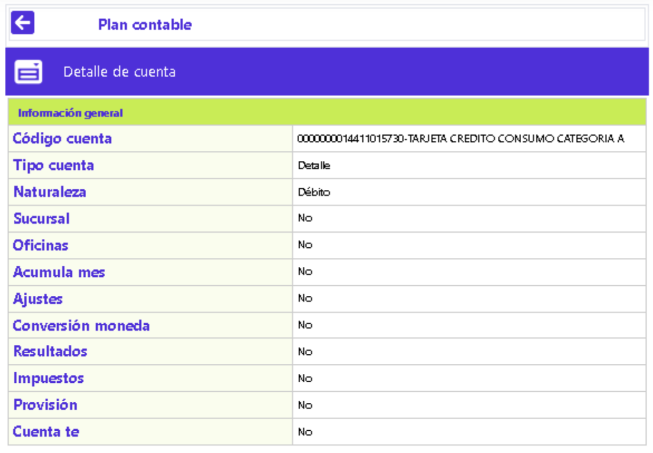 Plan contable
Detalle de cuenta
Información general
Código cuenta 0000000014411015730-TARJETA CREDITO CONSUMO CATEGORIA A
Tipo cuenta Detalle
Naturaleza Débito
Sucursal No
Oficinas No
Acumula mes No
Ajustes No
Conversión moneda No
Resultados No
Impuestos No
Provisión No
Cuenta te No